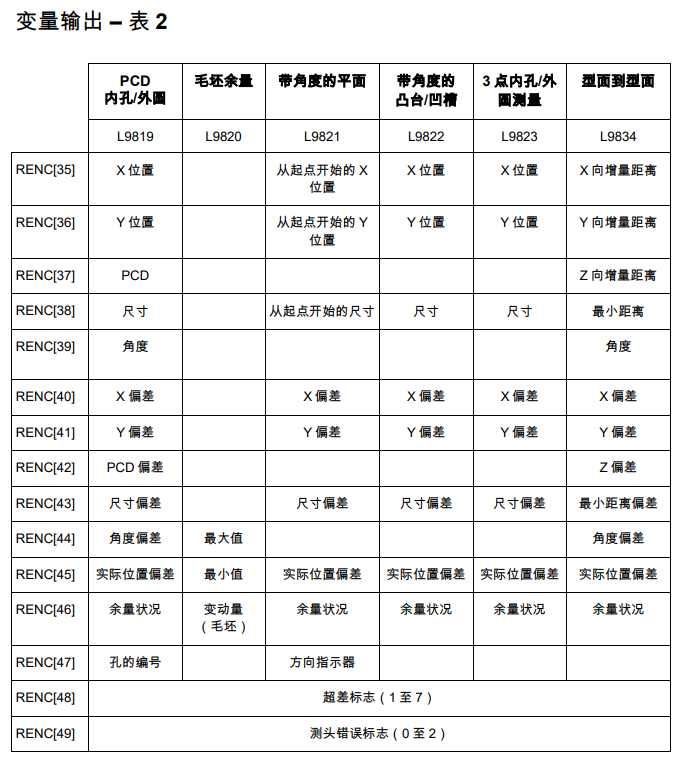 变量输出 – 表 2
PCD 毛坯余量 带角度的平面 带角度的 3 点内孔/外 型面到型面
内孔/外圆 凸台/凹槽 圆测量
L9819 L9820 L9821 L9822 L9823 L9834
RENC[35] X 位置 从起点开始的 X X 位置 X 位置 X 向增量距离
位置
RENC[36] Y 位置 从起点开始的 Y Y 位置 Y 位置 Y 向增量距离
位置
RENC[37] PCD Z 向增量距离
RENC[38] 尺寸 从起点开始的尺寸 尺寸 尺寸 最小距离
RENC[39] 角度 角度
RENC[40] X 偏差 X 偏差 X 偏差 X 偏差 X 偏差
RENC[41] Y 偏差 Y 偏差 Y 偏差 Y 偏差 Y 偏差
RENC[42] PCD 偏差 Z 偏差
RENC[43] 尺寸偏差 尺寸偏差 尺寸偏差 尺寸偏差 最小距离偏差
RENC[44] 角度偏差 最大值 角度偏差
RENC[45] 实际位置偏差 最小值 实际位置偏差 实际位置偏差 实际位置偏差 实际位置偏差
RENC[46] 余量状况 变动量 余量状况 余量状况 余量状况 余量状况
（毛坯）
RENC[47] 孔的编号 方向指示器
RENC[48] 超差标志（1 至 7）
RENC[49] 测头错误标志（0 至 2）